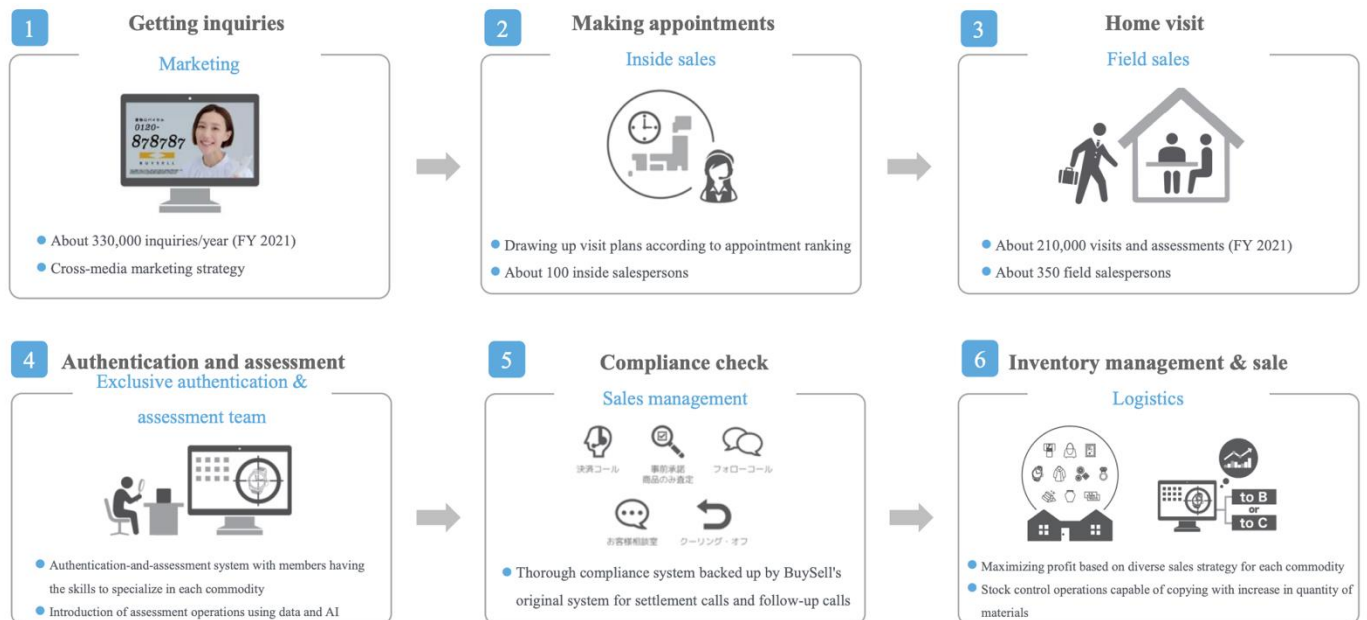 1
Getting inquiries
Marketing
0120-
878787
BUYSELL
About 330,000 inquiries/year (FY 2021)
Cross-media marketing strategy
2
Making appointments
Inside sales
Drawing up visit plans according to appointment ranking
About 100 inside salespersons
3
Home visit
Field sales
About 210,000 visits and assessments (FY 2021)
About 350 field salespersons
4
Authentication and assessment
Exclusive authentication &
assessment team
Authentication-and-assessment system with members having
the skills to specialize in each commodity
Introduction of assessment operations using data and AI
5
Compliance check
Sales management
決済コール
事前承諾
商品のみ査定
フォローコール
お客様相談室
クーリング・オフ
Thorough compliance system backed up by BuySell's
original system for settlement calls and follow-up calls
6
Inventory management & sale
Logistics
to B
or
to C
Maximizing profit based on diverse sales strategy for each commodity
Stock control operations capable of copying with increase in quantity of
materials